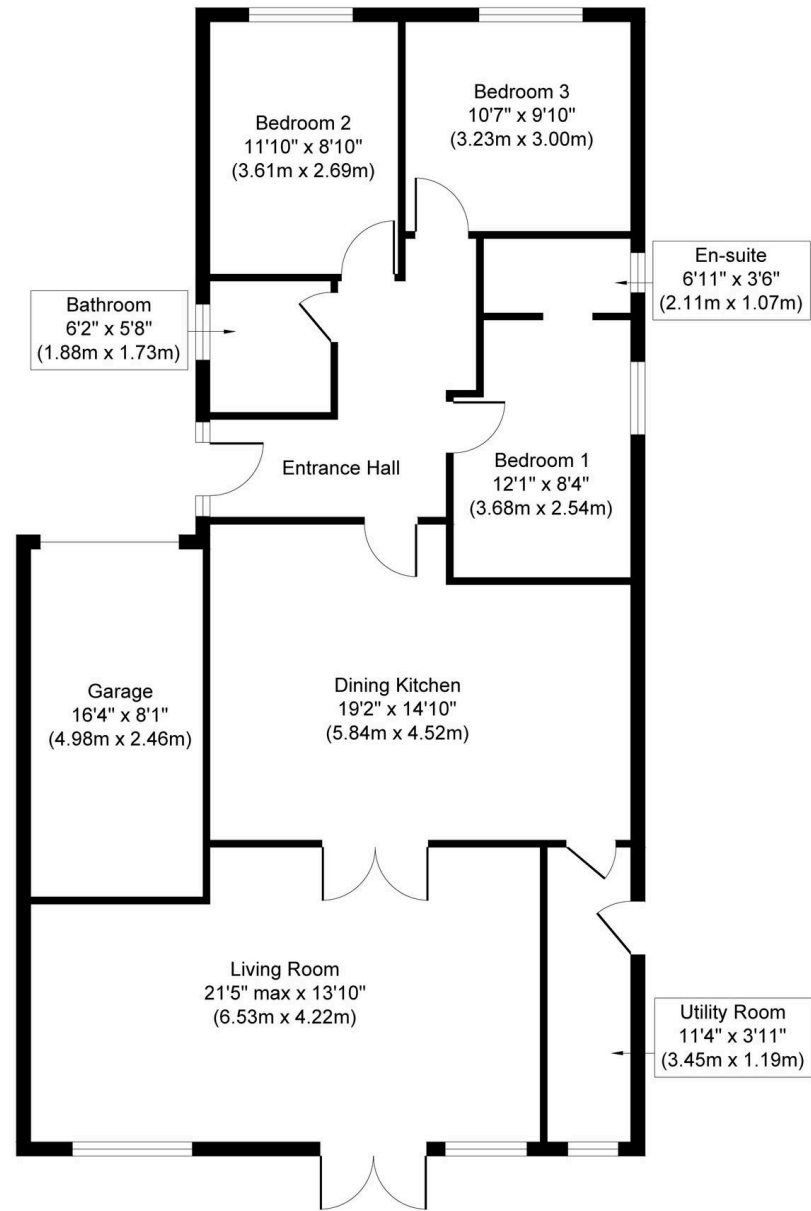 Bedroom 2
11'10" x 8'10"
(3.61m x 2.69m)
Bedroom 3
10'7" x 9'10"
(3.23m x 3.00m)
En-suite
6'11" x 3'6"
(2.11m x 1.07m)
Bathroom
6'2" x 5'8"
(1.88m x 1.73m)
Entrance Hall
Bedroom 1
12'1" x 8'4"
(3.68m x 2.54m)
Garage
16'4" x 8'1"
(4.98m x 2.46m)
Dining Kitchen
19'2" x 14'10"
(5.84m x 4.52m)
Living Room
21'5" max x 13'10"
(6.53m x 4.22m)
Utility Room
11'4" x 3'11"
(3.45m x 1.19m)